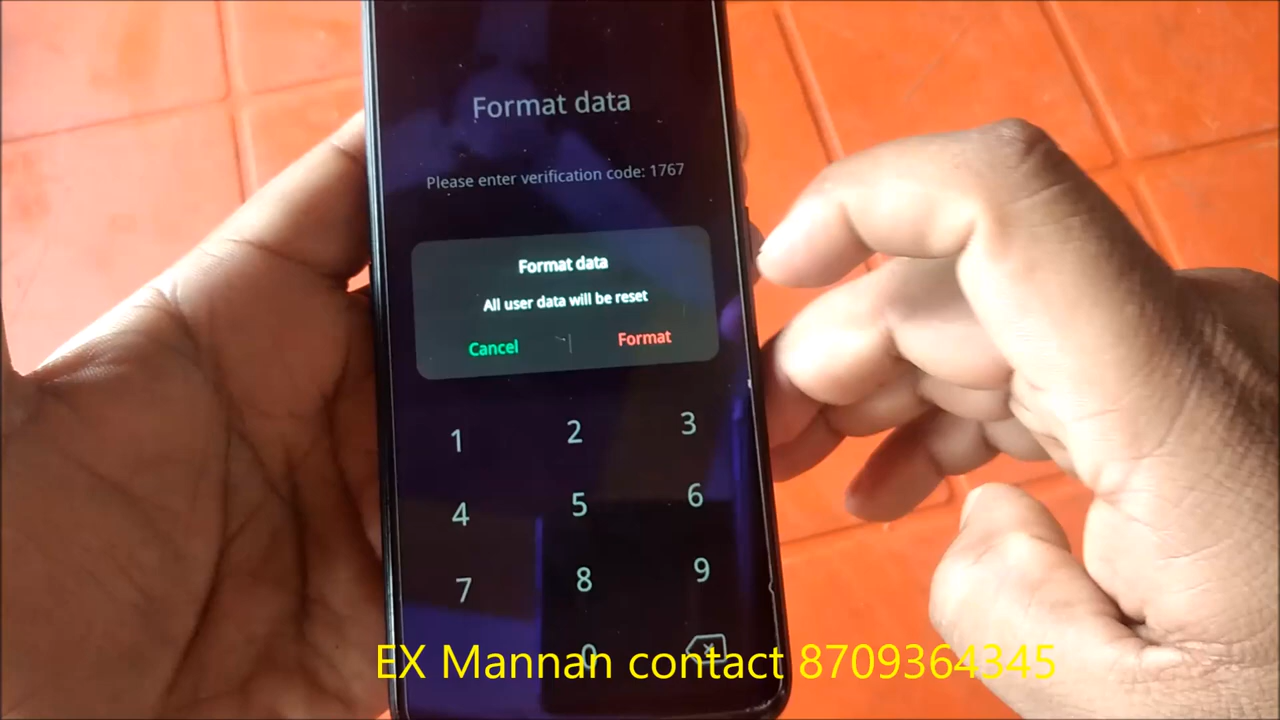 Format data
Please enter verification code: 1767
Format data
All user data will be reset
Cancel | Format
1 2 3
4 5 6
7 8 9
0
EX Mannan contact 8709364345